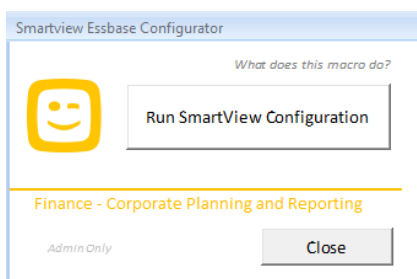 Smartview Essbase Configurator
What does this macro do?
Run SmartView Configuration
Finance - Corporate Planning and Reporting
Admin Only
Close